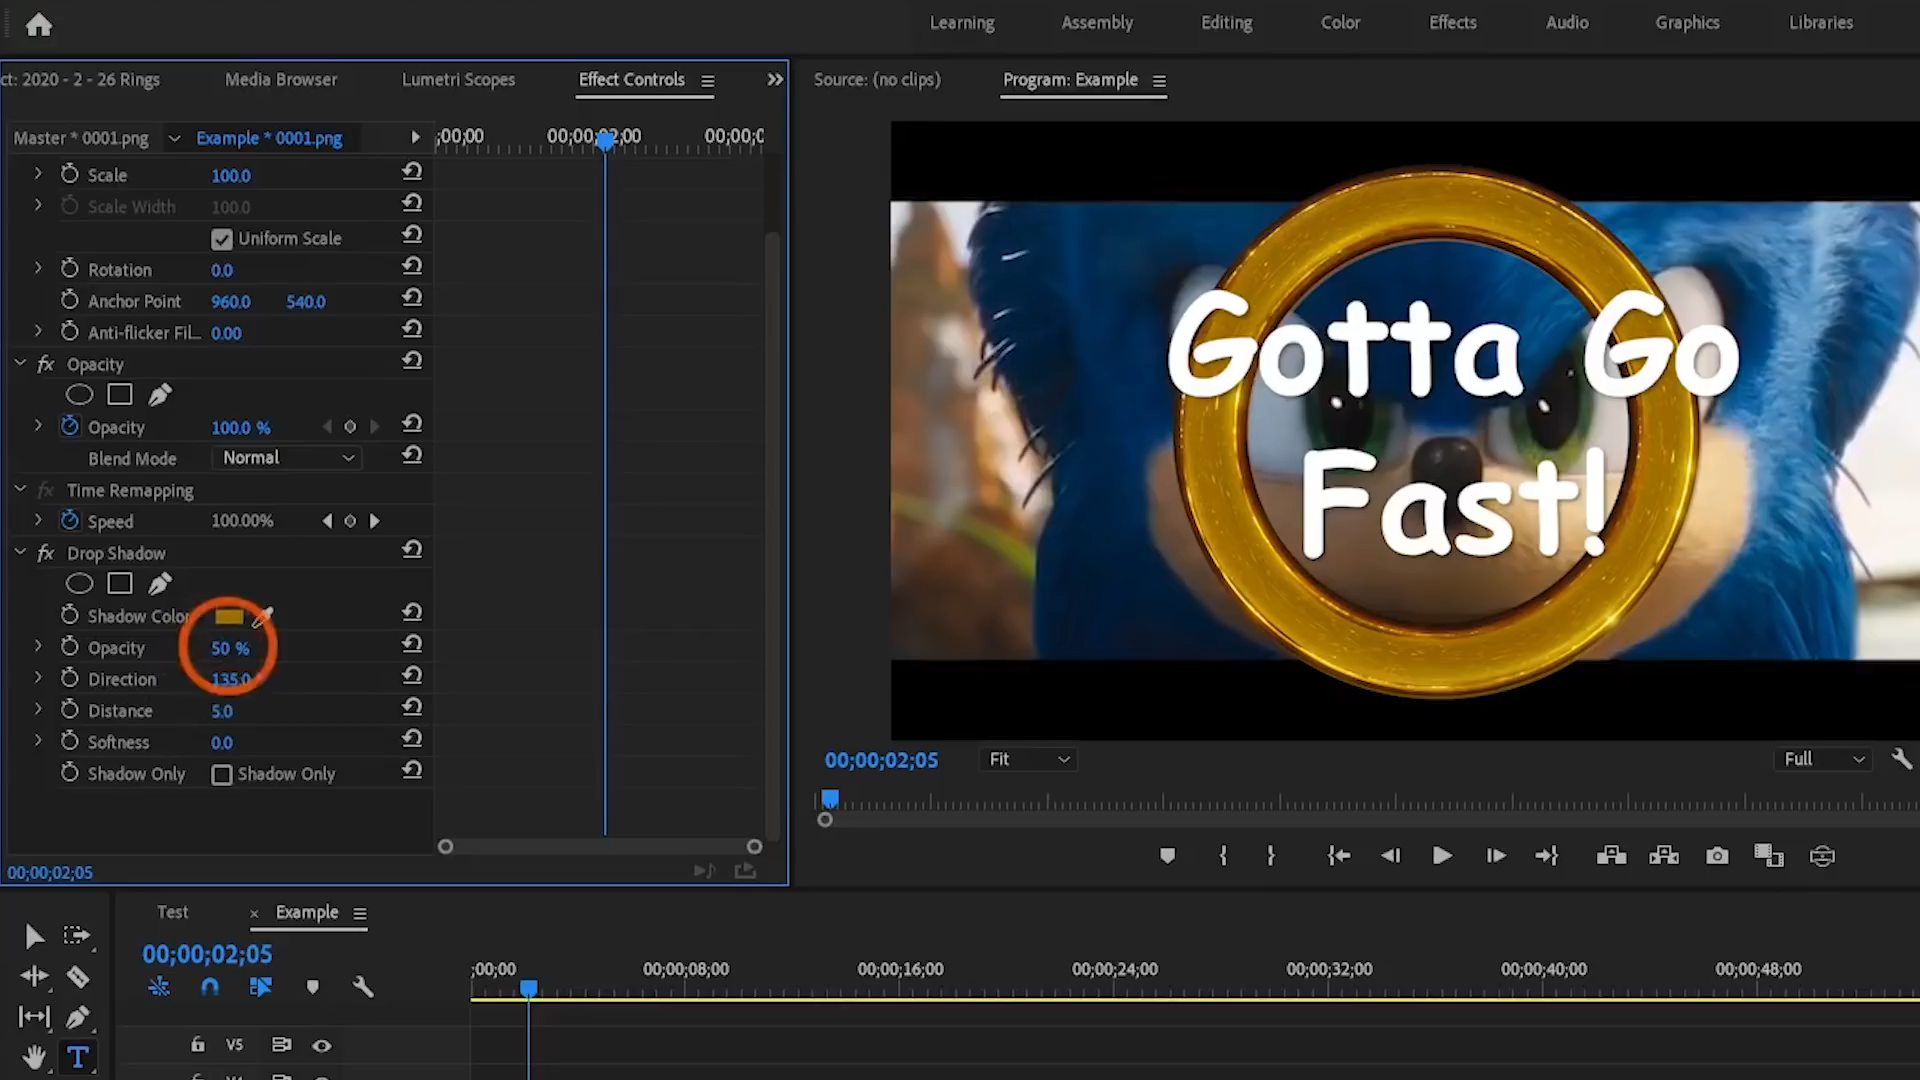 Learning Assembly Editing Color Effects Audio Graphics Libraries
ct: 2020 - 2 - 26 Rings Media Browser Lumetri Scopes Effect Controls
Source: (no clips) Program: Example
Master * 0001.png Example * 0001.png ;00;00 00;00;02;00 00;00;0
Scale 100.0
Scale Width 100.0
Uniform Scale
Rotation 0.0
Anchor Point 960.0 540.0
Anti-flicker Fil... 0.00
fx Opacity
Opacity 100.0 %
Blend Mode Normal
fx Time Remapping
Speed 100.00%
fx Drop Shadow
Shadow Color
Opacity 50 %
Direction 135.0
Distance 5.0
Softness 0.0
Shadow Only Shadow Only
00;00;02;05
Gotta Go
Fast!
00;00;02;05 Fit Full
Test × Example
00;00;02;05
;00;00 00;00;08;00 00;00;16;00 00;00;24;00 00;00;32;00 00;00;40;00 00;00;48;00
V5
T